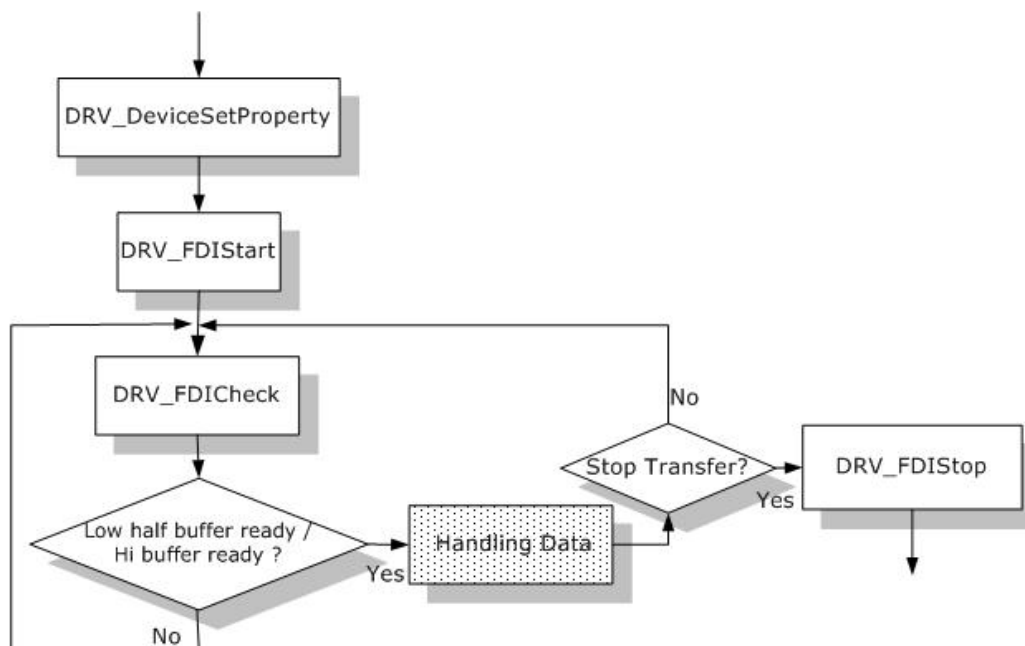 DRV_DeviceSetProperty
DRV_FDIStart
DRV_FDICheck
No
Stop Transfer?
DRV_FDIStop
Yes
Low half buffer ready /
Hi buffer ready ?
Handling Data
Yes
No